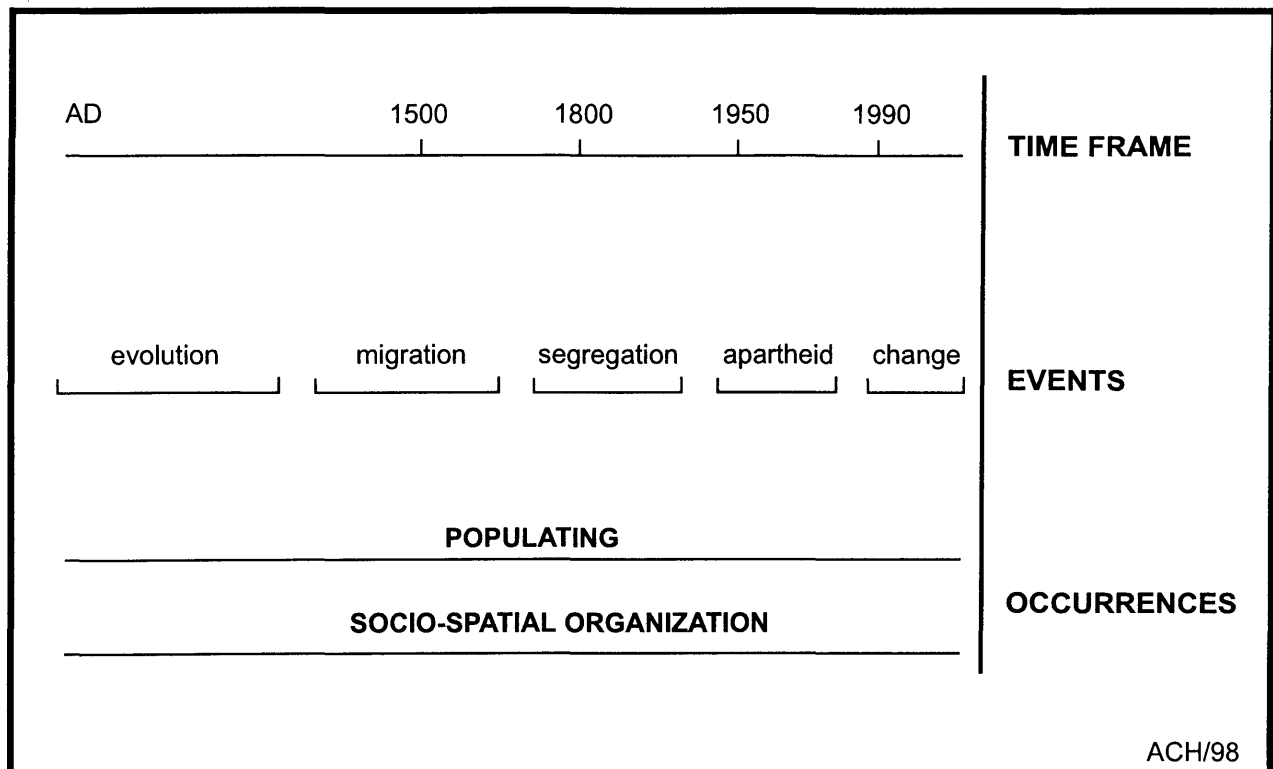 AD 1500 1800 1950 1990
TIME FRAME
evolution migration segregation apartheid change
EVENTS
POPULATING
SOCIO-SPATIAL ORGANIZATION
OCCURRENCES
ACH/98